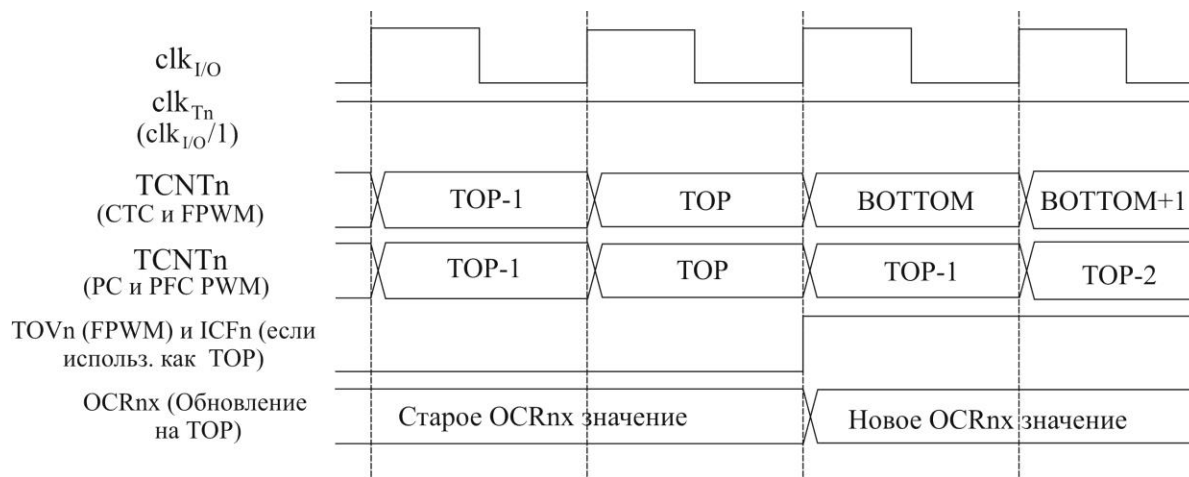 clkI/O
clkTn
(clkI/O/1)
TCNTn
(CTC и FPWM)
TOP-1
TOP
BOTTOM
BOTTOM+1
TCNTn
(PC и PFC PWM)
TOP-1
TOP
TOP-1
TOP-2
TOVn (FPWM) и ICFn (если
использ. как TOP)
OCRnx (Обновление
на TOP)
Старое OCRnx значение
Новое OCRnx значение